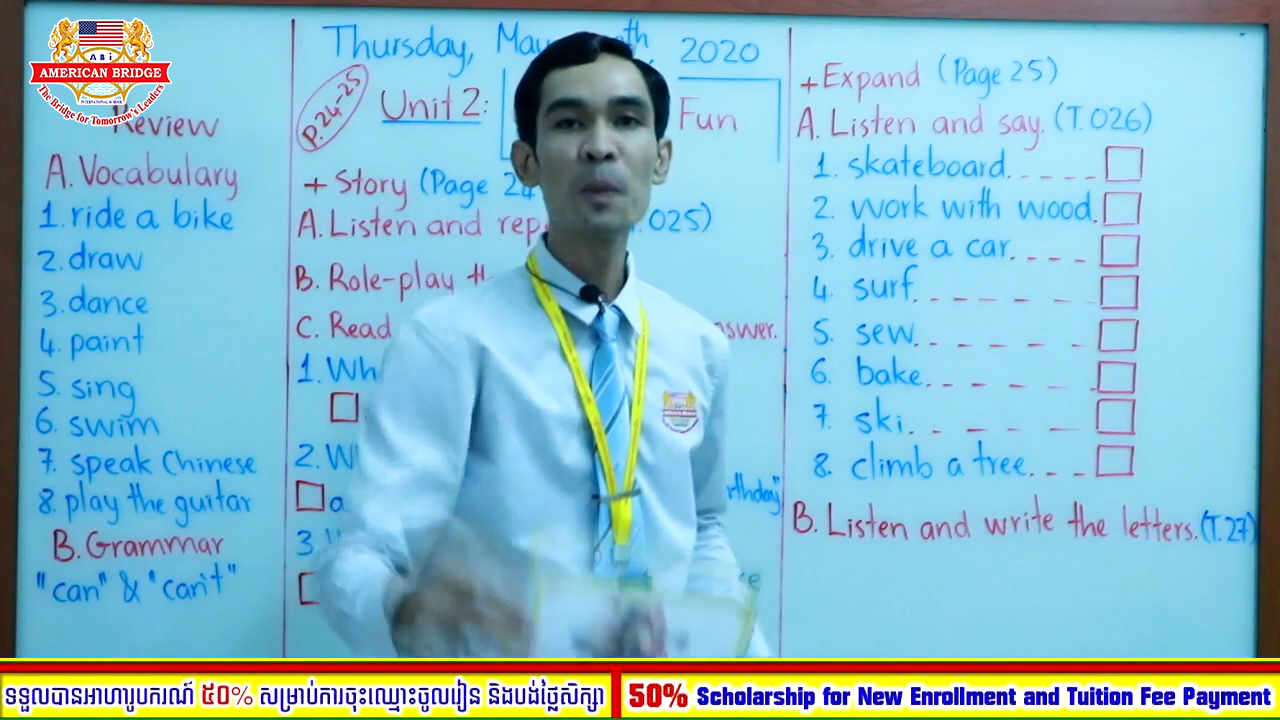 ABi
AMERICAN BRIDGE
INTERNATIONAL SCHOOL
The Bridge for Tomorrow's Leaders
Review
A. Vocabulary
1. ride a bike
2. draw
3. dance
4. paint
5. sing
6. swim
7. speak Chinese
8. play the guitar
B. Grammar
"can" & "can't"
Thursday, May 2020
P.24-25
Unit 2: Fun
+ Story (Page 24
A. Listen and 025)
B. Role-play
C. Read
1.
2.
a
3.
+ Expand (Page 25)
A. Listen and say. (T.026)
1. skateboard
2. work with wood.
3. drive a car
4. surf
5. sew
6. bake
7. ski
8. climb a tree
B. Listen and write the letters. (T.27)
ទទួលបានអាហារូបករណ៍ ៥០% សម្រាប់ការចុះឈ្មោះចូលរៀន និងបង់ថ្លៃសិក្សា
50% Scholarship for New Enrollment and Tuition Fee Payment